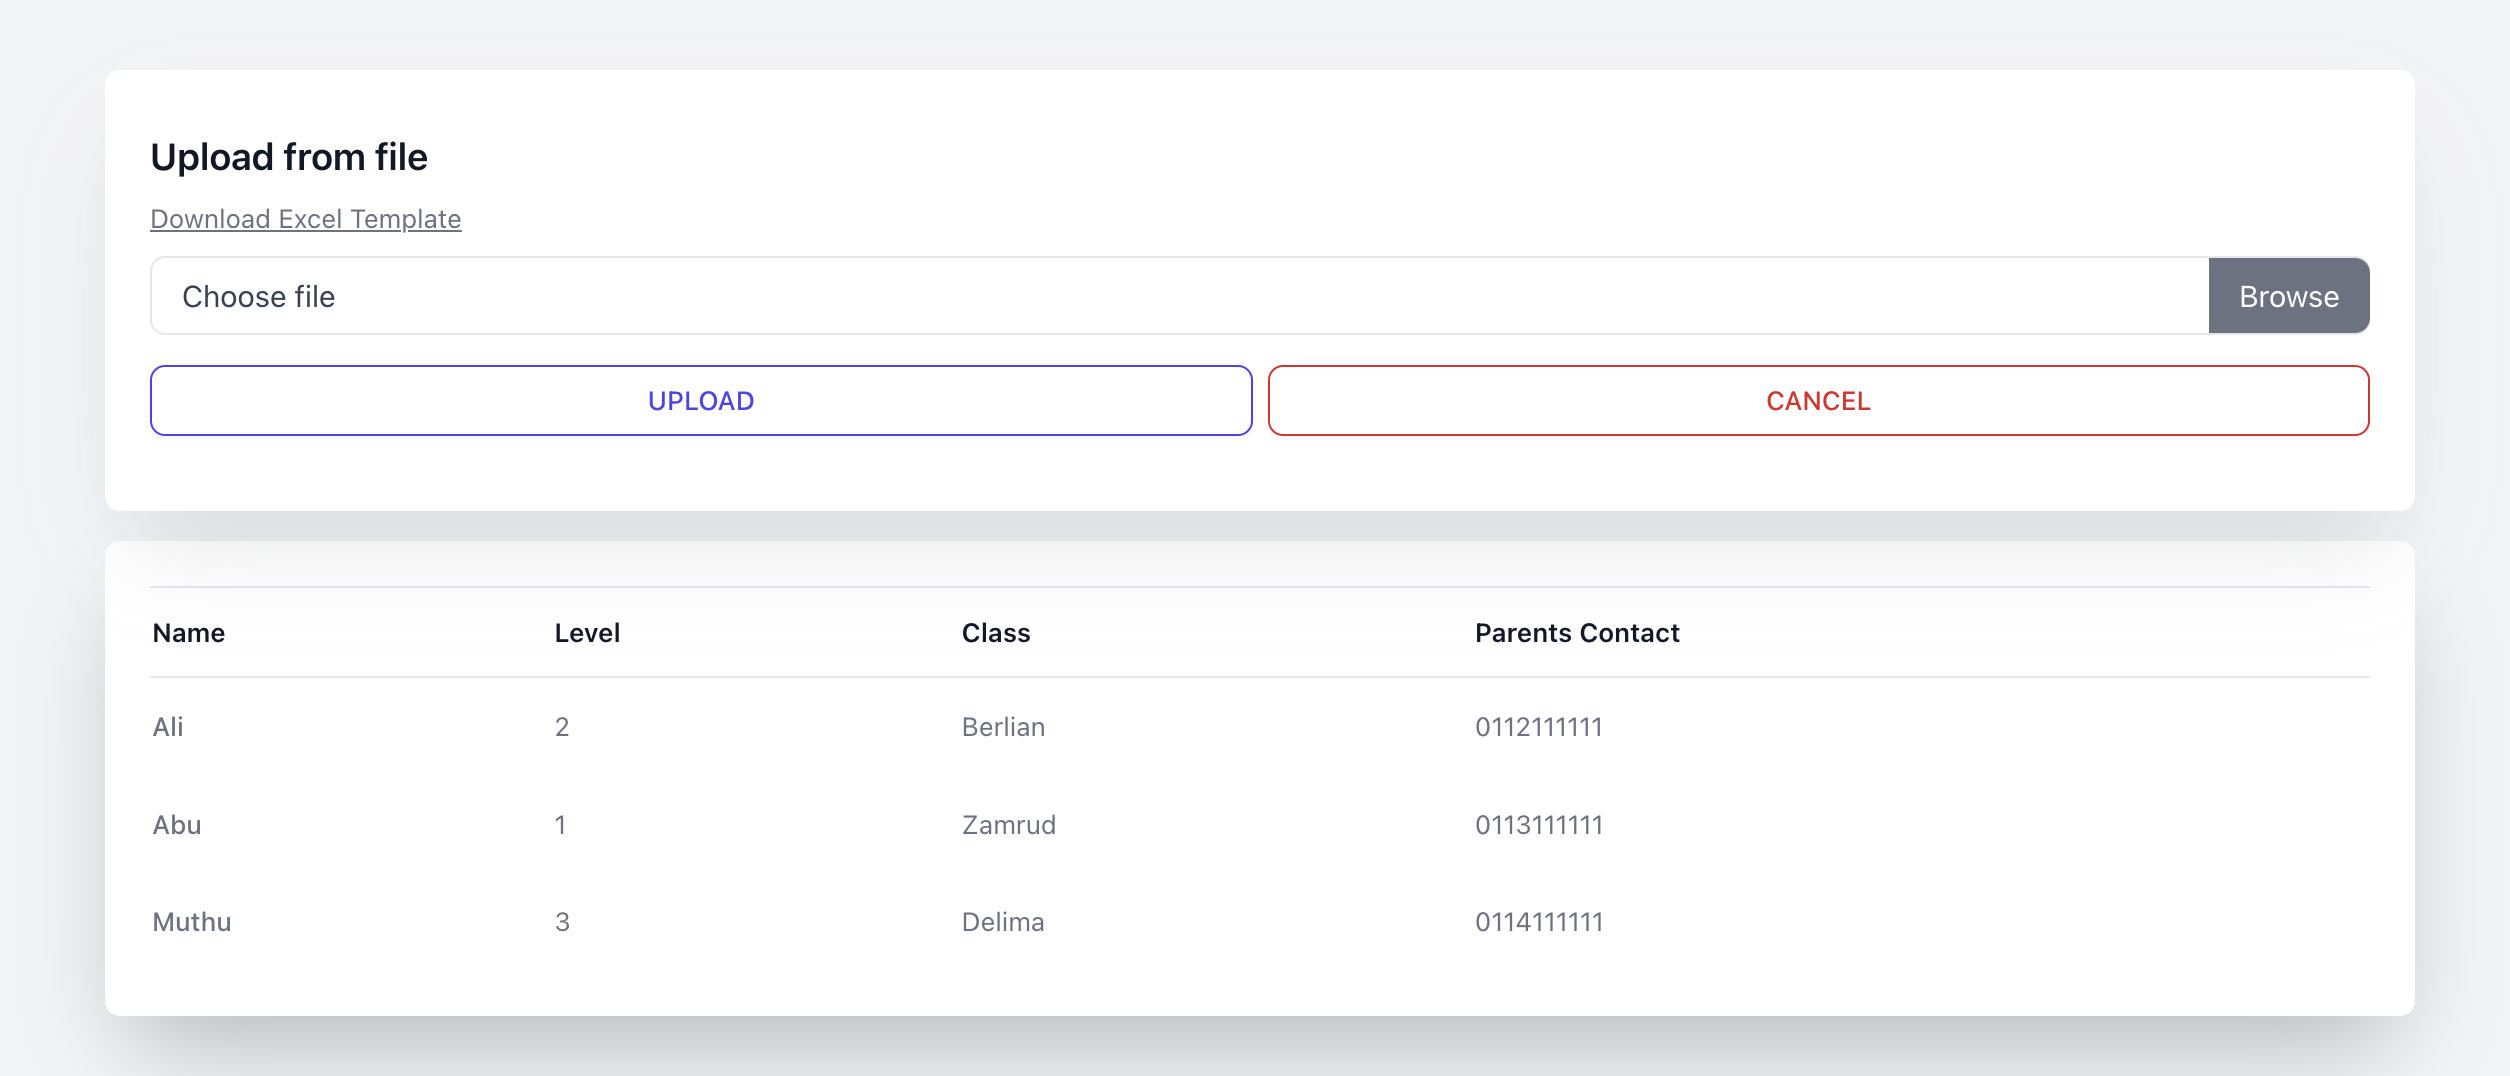 Upload from file
Download Excel Template
Choose file Browse
UPLOAD CANCEL
Name Level Class Parents Contact
Ali 2 Berlian 0112111111
Abu 1 Zamrud 0113111111
Muthu 3 Delima 0114111111